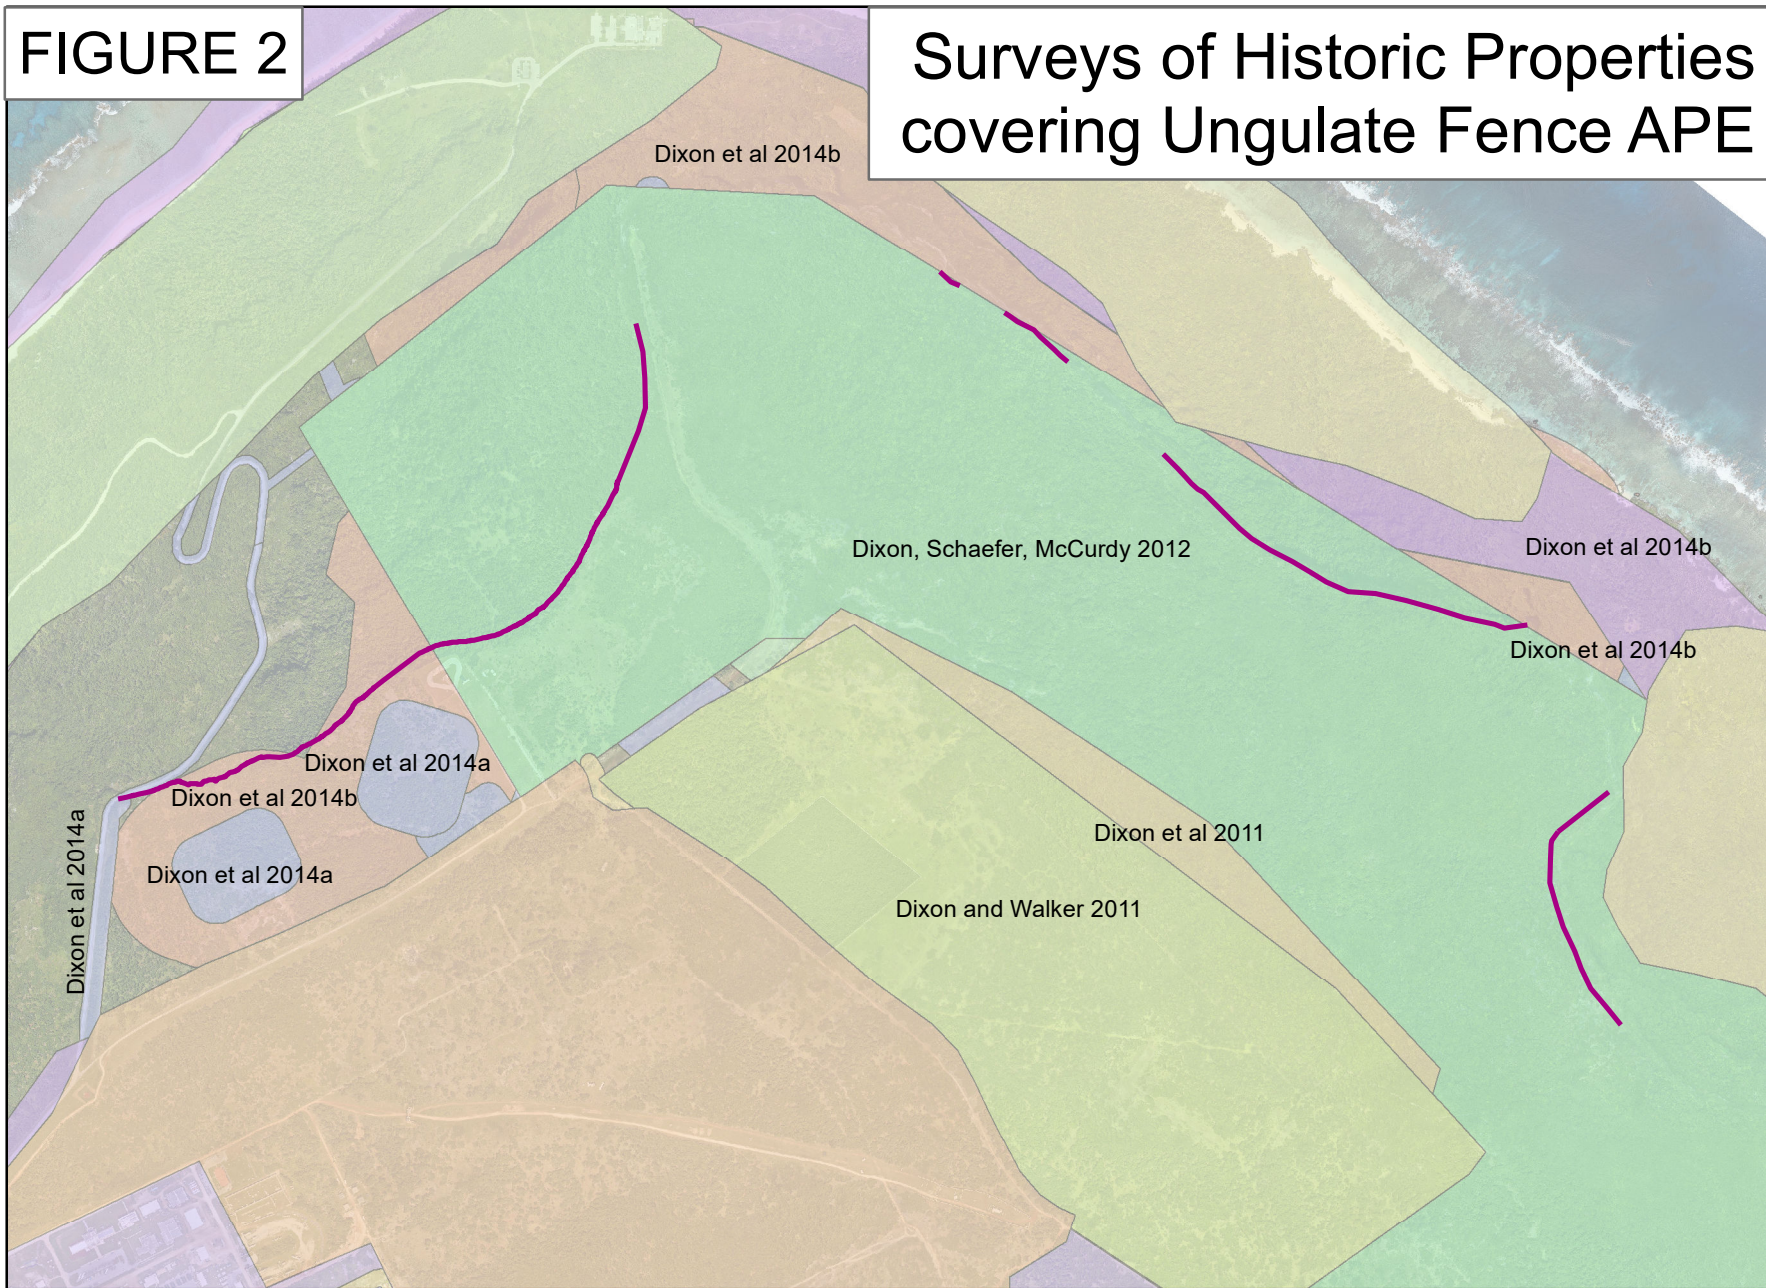 FIGURE 2
Surveys of Historic Properties
covering Ungulate Fence APE
Dixon et al 2014b
Dixon, Schaefer, McCurdy 2012
Dixon et al 2014b
Dixon et al 2014b
Dixon et al 2014a
Dixon et al 2014b
Dixon et al 2014a
Dixon et al 2014a
Dixon et al 2011
Dixon and Walker 2011